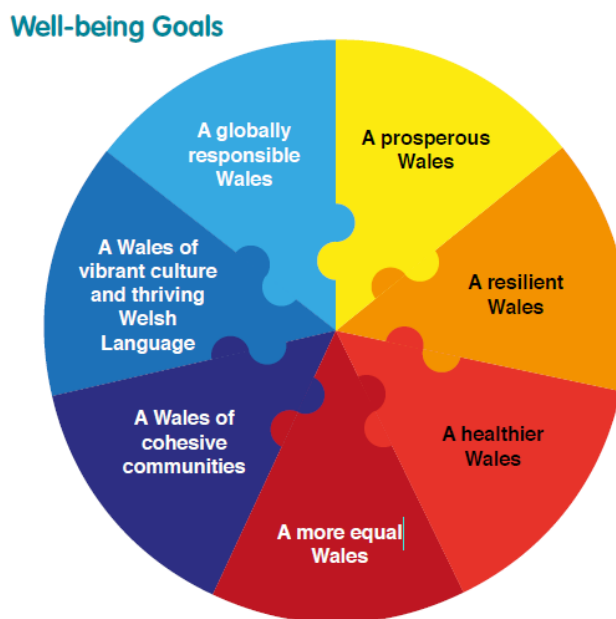 Well-being Goals
A globally
responsible
Wales
A prosperous
Wales
A resilient
Wales
A healthier
Wales
A more equal
Wales
A Wales of
cohesive
communities
A Wales of
vibrant culture
and thriving
Welsh
Language